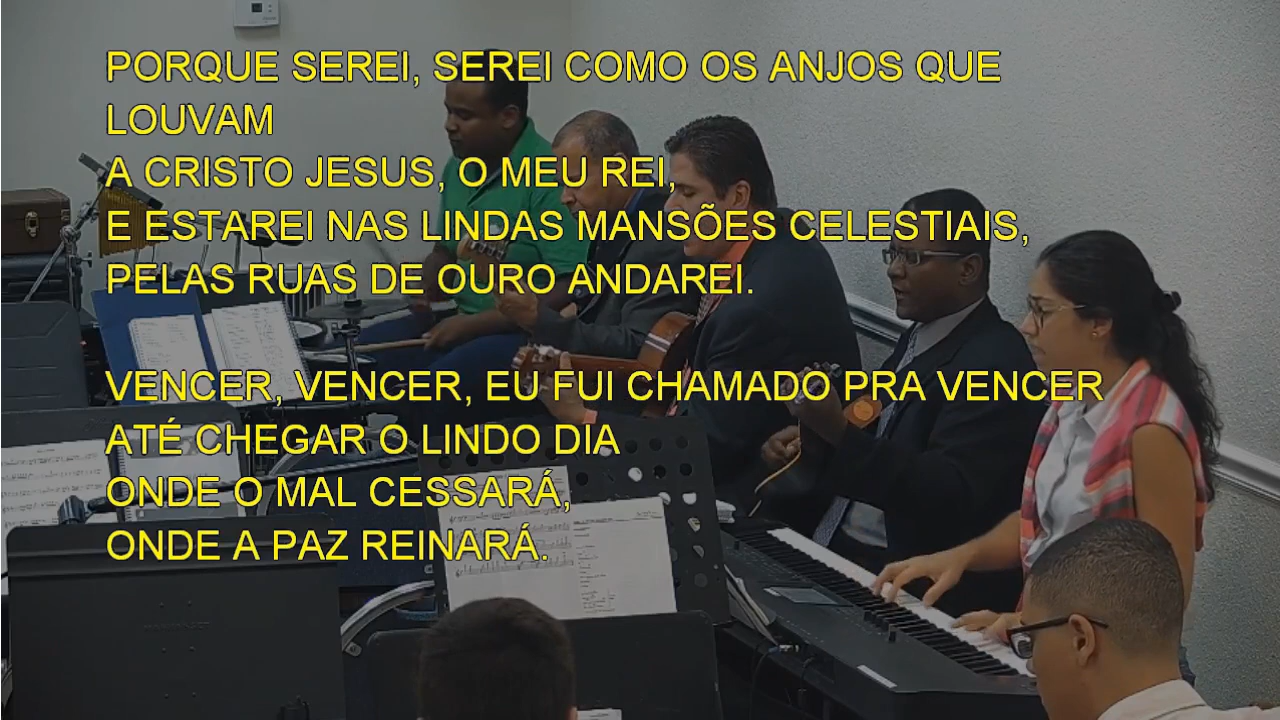 PORQUE SEREI, SEREI COMO OS ANJOS QUE
LOUVAM
A CRISTO JESUS, O MEU REI,
E ESTAREI NAS LINDAS MANSÕES CELESTIAIS,
PELAS RUAS DE OURO ANDAREI.
VENCER, VENCER, EU FUI CHAMADO PRA VENCER
ATÉ CHEGAR O LINDO DIA
ONDE O MAL CESSARÁ,
ONDE A PAZ REINARÁ.